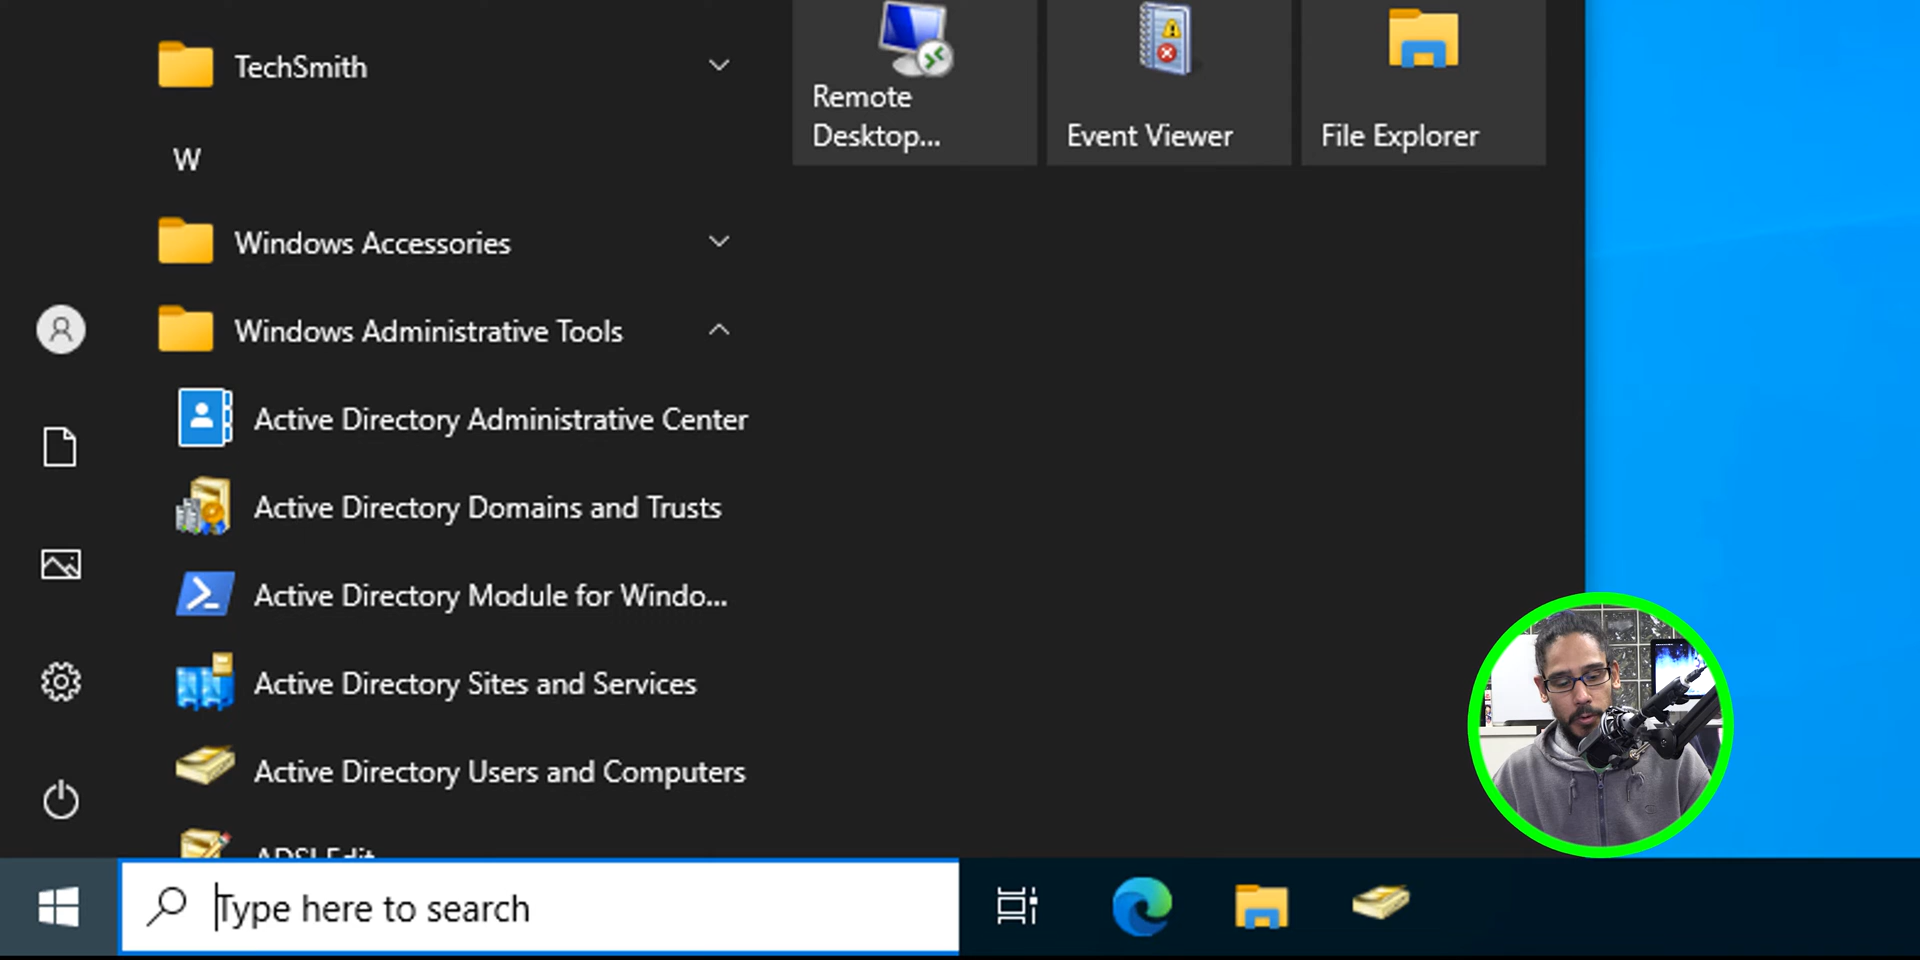 TechSmith
W
Windows Accessories
Windows Administrative Tools
Active Directory Administrative Center
Active Directory Domains and Trusts
Active Directory Module for Windo...
Active Directory Sites and Services
Active Directory Users and Computers
ADSI Edit
Remote
Desktop...
Event Viewer
File Explorer
Type here to search